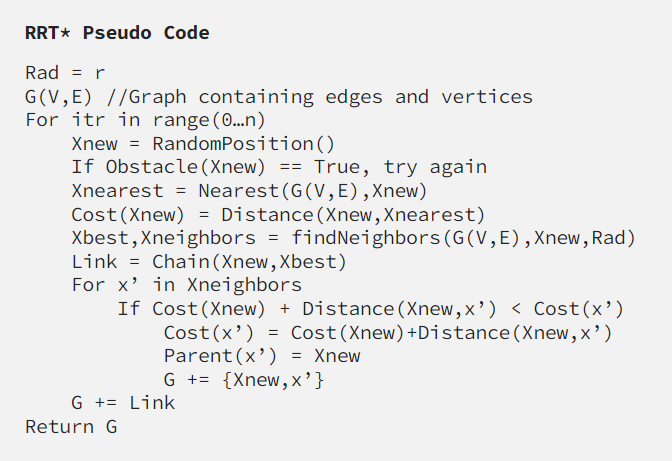 RRT* Pseudo Code
Rad = r
G(V,E) //Graph containing edges and vertices
For itr in range(0…n)
    Xnew = RandomPosition()
    If Obstacle(Xnew) == True, try again
    Xnearest = Nearest(G(V,E),Xnew)
    Cost(Xnew) = Distance(Xnew,Xnearest)
    Xbest,Xneighbors = findNeighbors(G(V,E),Xnew,Rad)
    Link = Chain(Xnew,Xbest)
    For x’ in Xneighbors
        If Cost(Xnew) + Distance(Xnew,x’) < Cost(x’)
            Cost(x’) = Cost(Xnew)+Distance(Xnew,x’)
            Parent(x’) = Xnew
            G += {Xnew,x’}
    G += Link
Return G